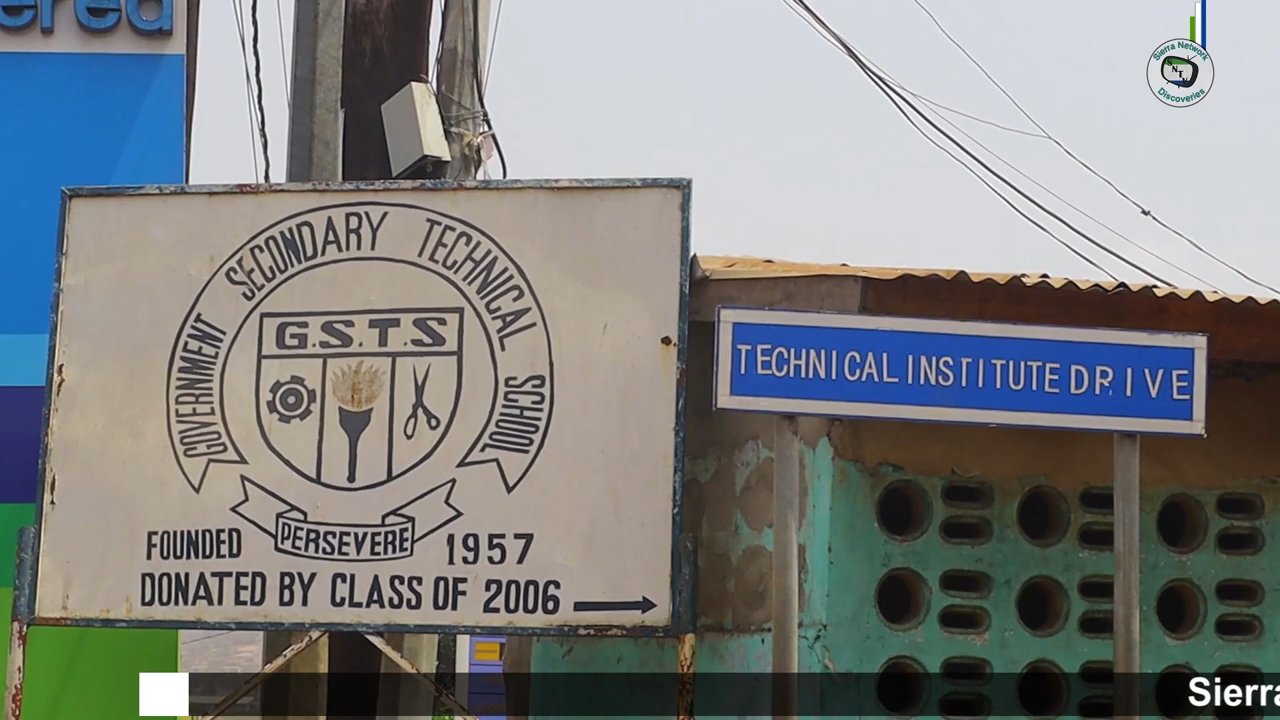 ered
Sierra Network
SNTV
Discoveries
GOVERNMENT SECONDARY TECHNICAL SCHOOL
G.S.T.S
PERSEVERE
FOUNDED 1957
DONATED BY CLASS OF 2006
TECHNICAL INSTITUTE DRIVE
Sierra